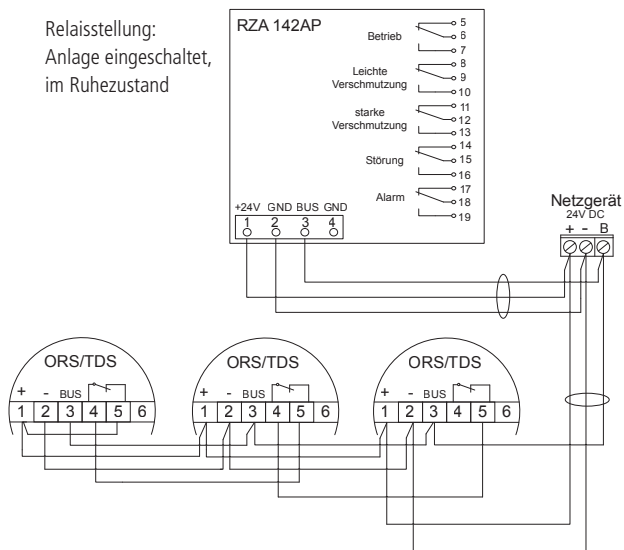 Relaisstellung:
Anlage eingeschaltet,
im Ruhezustand
RZA 142AP
Betrieb
5
6
7
Leichte
Verschmutzung
8
9
10
starke
Verschmutzung
11
12
13
Störung
14
15
16
Alarm
17
18
19
+24V GND BUS GND
1 2 3 4
Netzgerät
24V DC
+ - B
ORS/TDS
+ - BUS
1 2 3 4 5 6
ORS/TDS
+ - BUS
1 2 3 4 5 6
ORS/TDS
+ - BUS
1 2 3 4 5 6